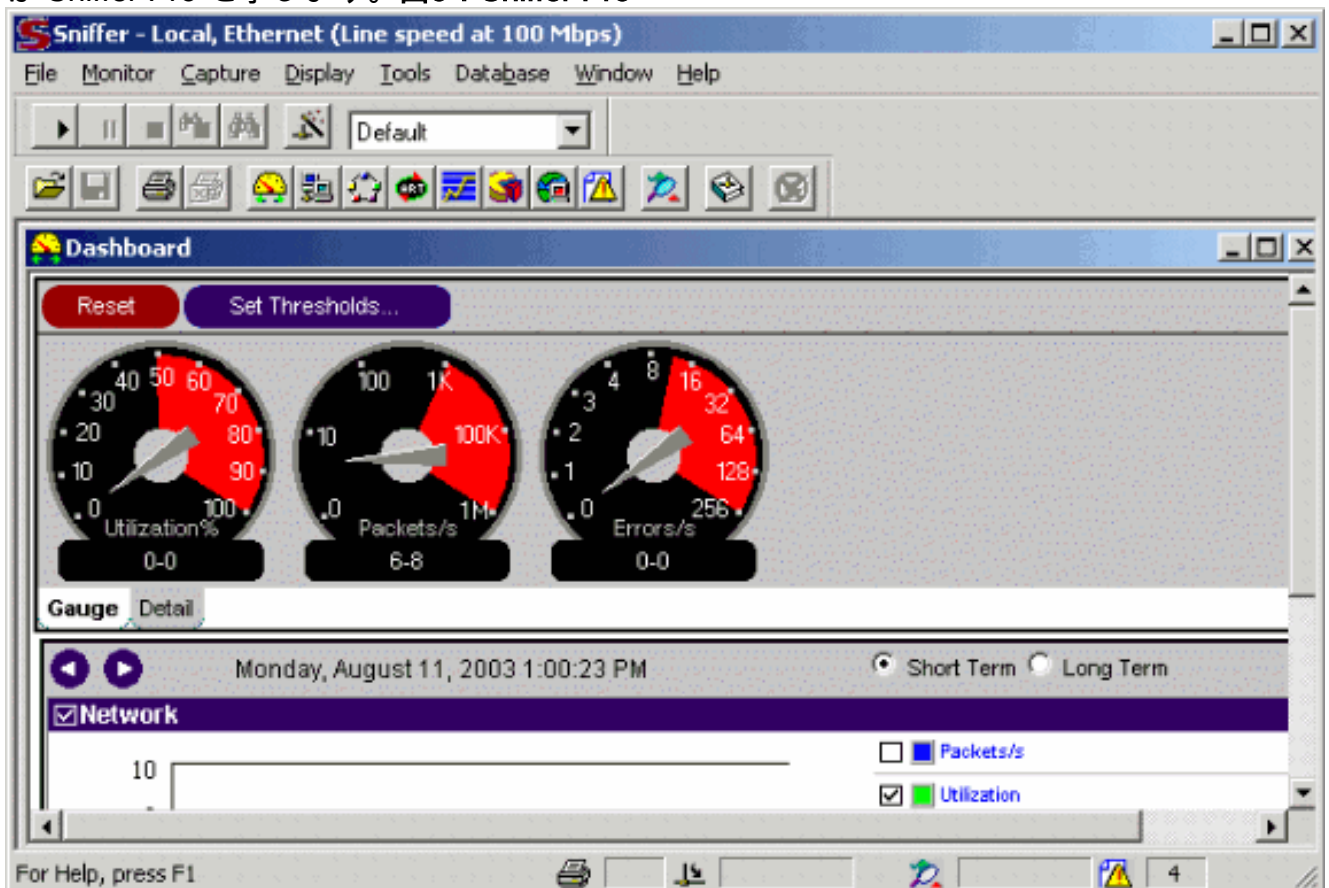 Sniffer - Local, Ethernet (Line speed at 100 Mbps)
File Monitor Capture Display Tools Database Window Help
Default
ART
Dashboard
Reset Set Thresholds...
0 10 20 30 40 50 60 70 80 90 100
Utilization%
0-0
0 10 100 1K 100K 1M
Packets/s
6-8
0 1 2 3 4 8 16 32 64 128 256
Errors/s
0-0
Gauge Detail
Monday, August 11, 2003 1:00:23 PM Short Term Long Term
Network
10
Packets/s
Utilization
For Help, press F1 4